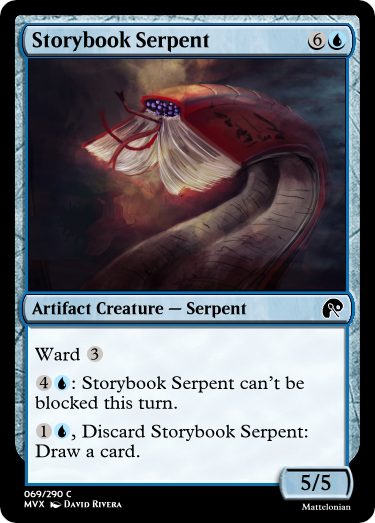 Storybook Serpent 6
Artifact Creature — Serpent
Ward 3
4: Storybook Serpent can't be
blocked this turn.
1, Discard Storybook Serpent:
Draw a card.
5/5
069/290 C
MVX David Rivera
Mattelonian